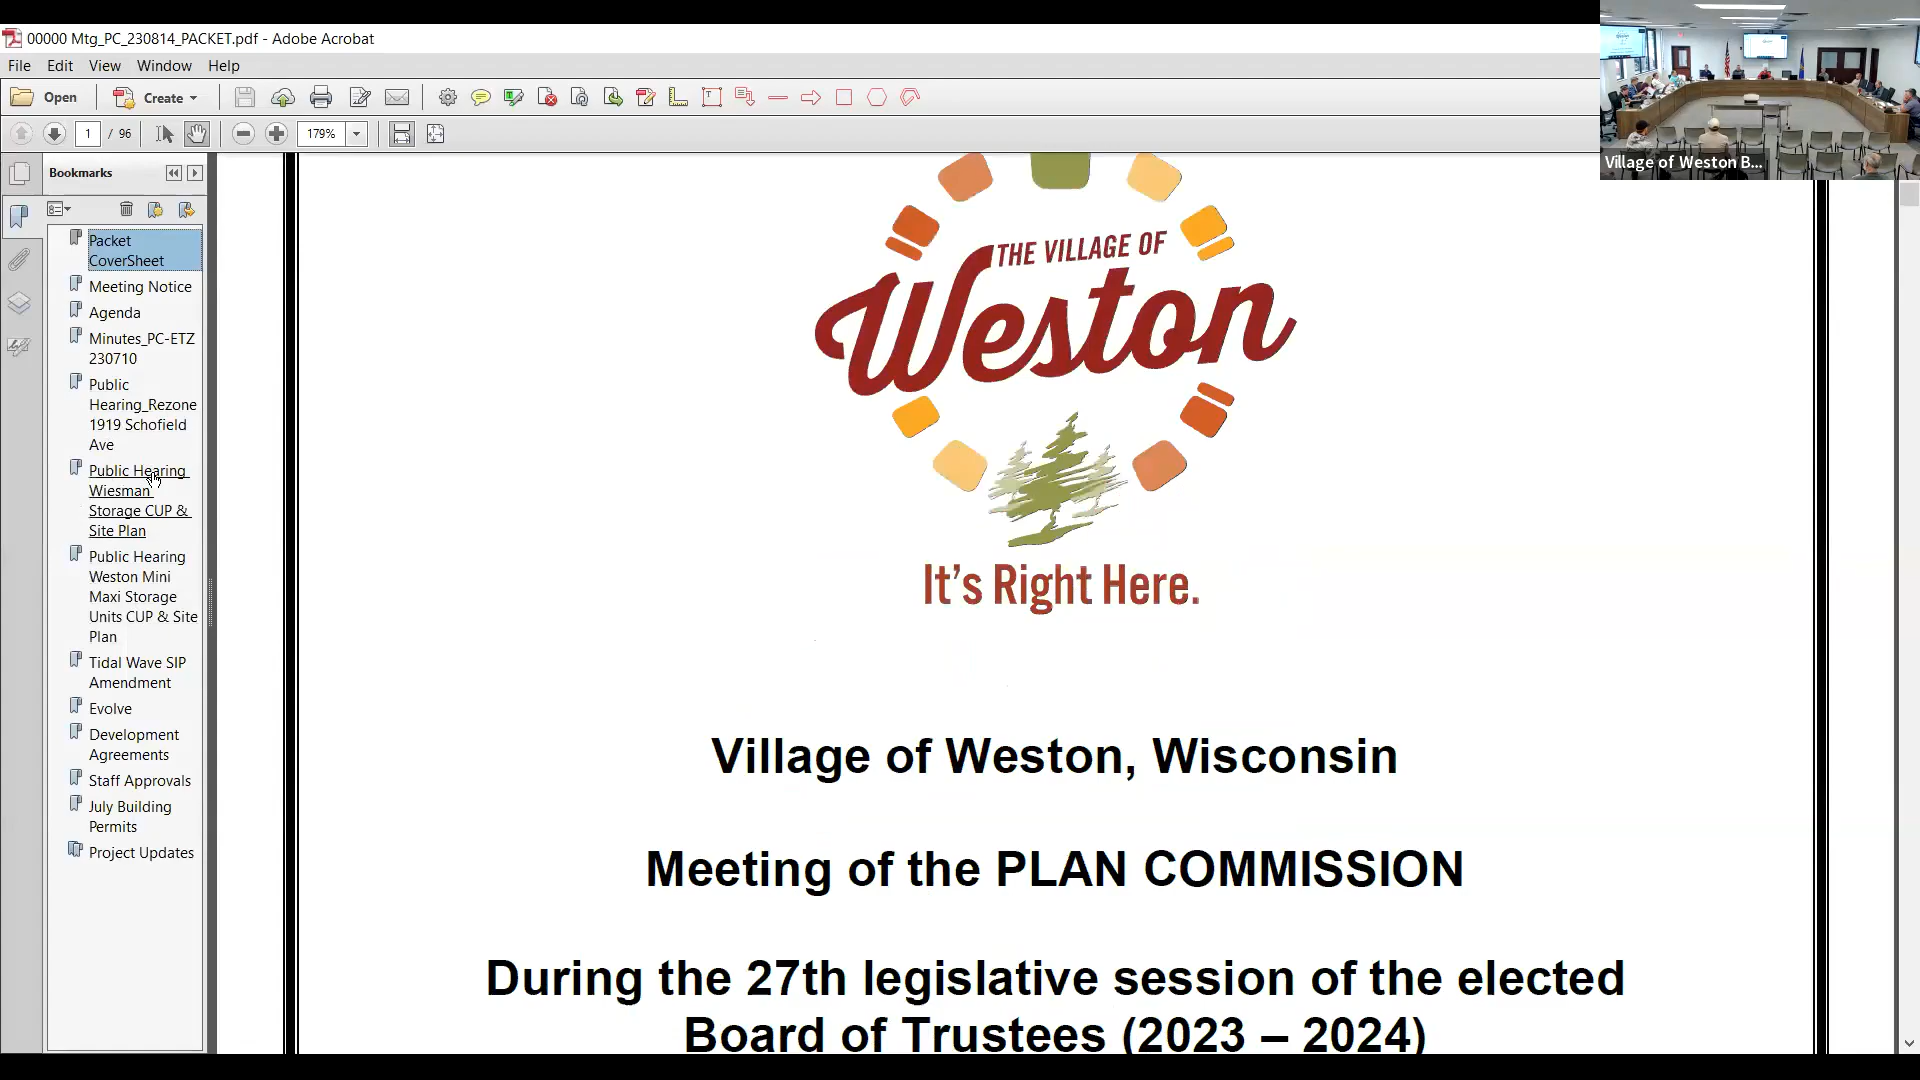 00000 Mtg_PC_230814_PACKET.pdf - Adobe Acrobat
File Edit View Window Help
Open Create
1 / 96 179%
Bookmarks
Packet
CoverSheet
Meeting Notice
Agenda
Minutes_PC-ETZ
230710
Public
Hearing_Rezone
1919 Schofield
Ave
Public Hearing
Wiesman
Storage CUP &
Site Plan
Public Hearing
Weston Mini
Maxi Storage
Units CUP & Site
Plan
Tidal Wave SIP
Amendment
Evolve
Development
Agreements
Staff Approvals
July Building
Permits
Project Updates
THE VILLAGE OF
Weston
It's Right Here.
Village of Weston, Wisconsin
Meeting of the PLAN COMMISSION
During the 27th legislative session of the elected
Board of Trustees (2023 – 2024)
Village of Weston B...